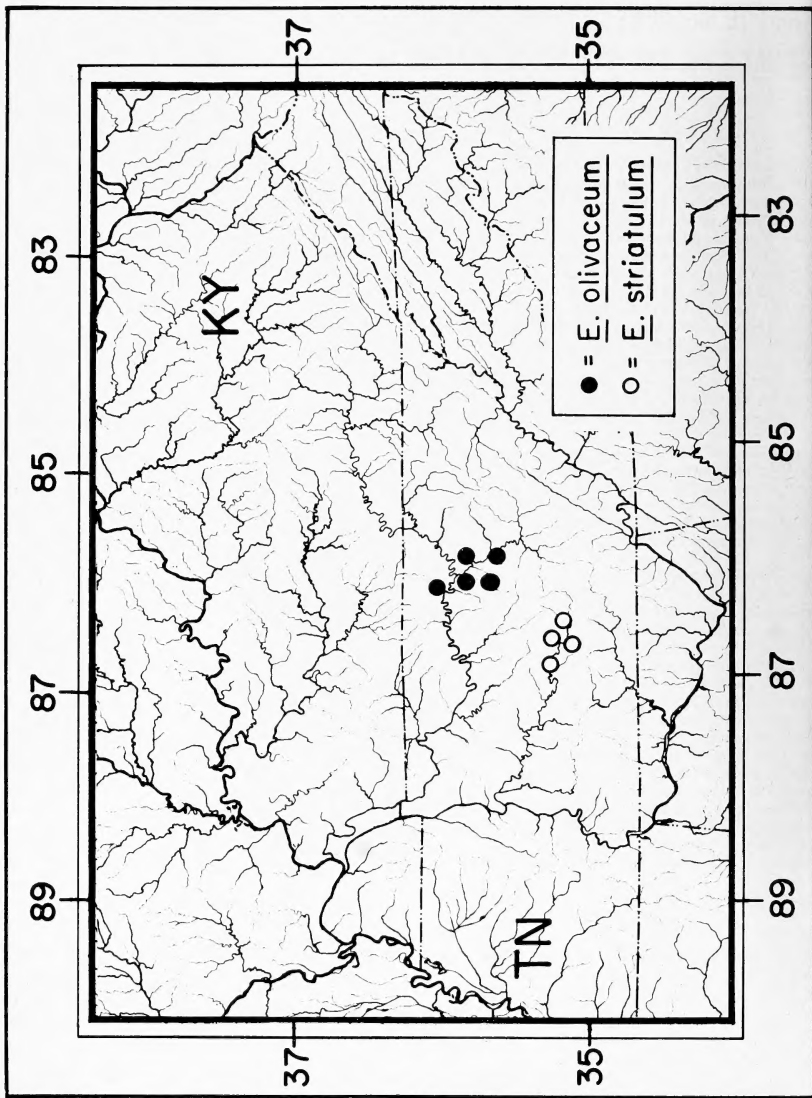 89 87 85 83
KY
37 37
TN
● = E. olivaceum
○ = E. striatulum
35 35
89 87 85 83